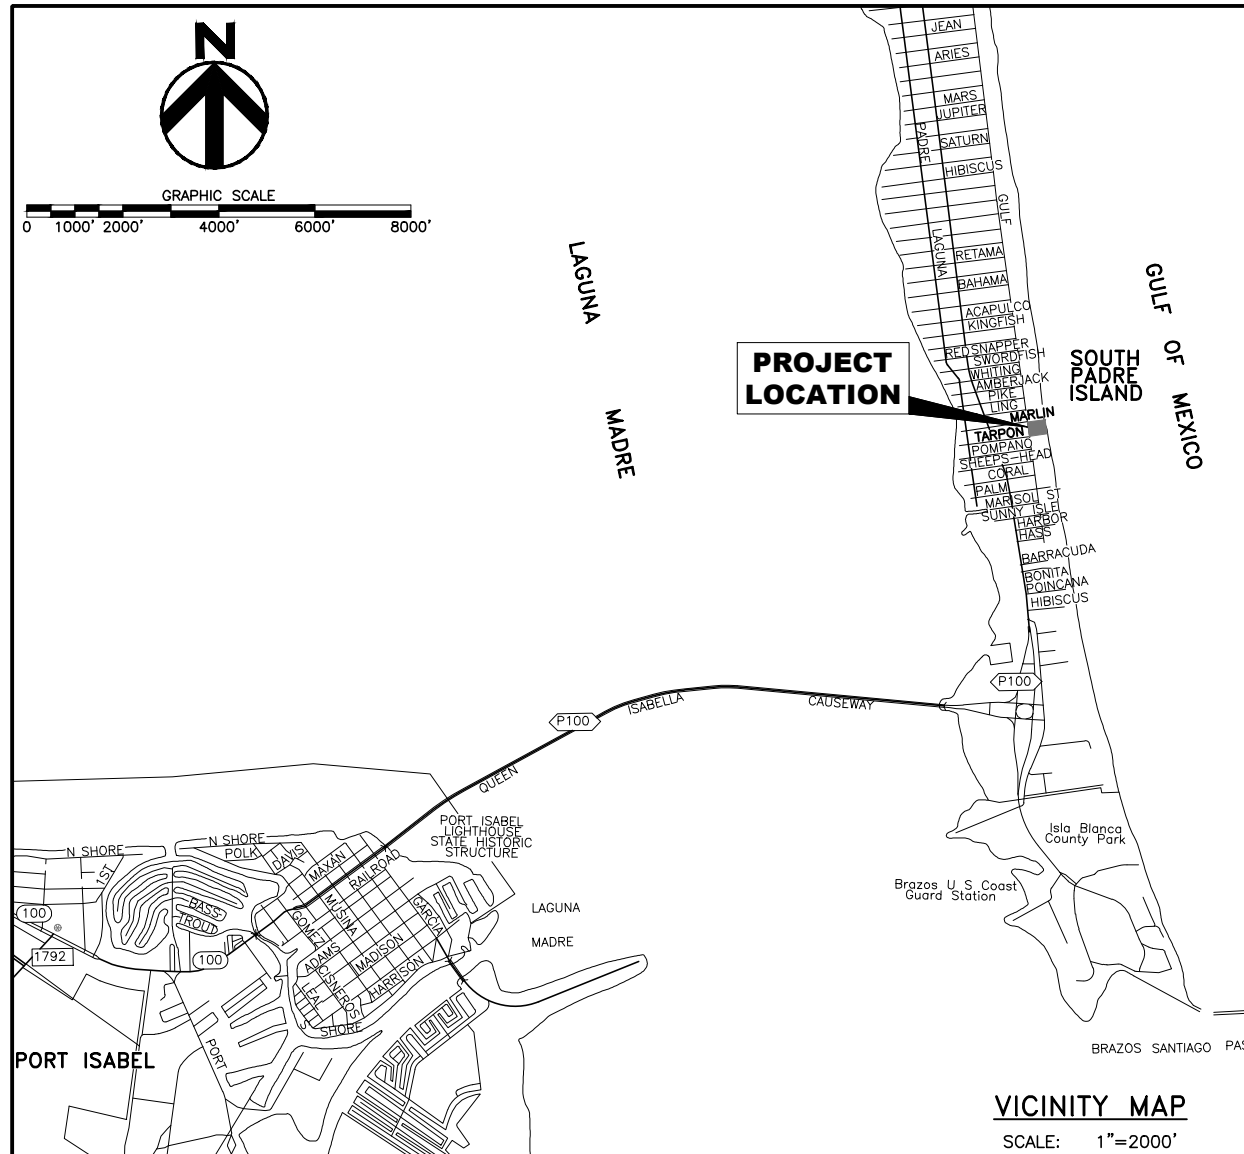 N
GRAPHIC SCALE
0 1000' 2000' 4000' 6000' 8000'
JEAN
ARIES
MARS
JUPITER
PADRE
SATURN
HIBISCUS
GULF
LAGUNA
RETAMA
BAHAMA
ACAPULCO
KINGFISH
RED SNAPPER
SWORDFISH
WHITING
AMBERJACK
PIKE
LING
MARLIN
TARPON
POMPANO
SHEEPS-HEAD
CORAL
PALM
MARISOL ST
SUNNY ISLE
HARBOR
HASS
BARRACUDA
BONITA
POINCANA
HIBISCUS
LAGUNA
MADRE
PROJECT
LOCATION
SOUTH
PADRE
ISLAND
GULF OF MEXICO
P100
P100
QUEEN
ISABELLA
CAUSEWAY
PORT ISABEL
LIGHTHOUSE
STATE HISTORIC
STRUCTURE
N SHORE
N SHORE
POLK
DAVIS
MAXAN
RAILROAD
1ST
BASS
TROUT
MUSINA
GOMEZ
GARCIA
ADAMS
MADISON
HARRISON
CISNEROS
LEAL
S
SHORE
100
100
1792
PORT
PORT ISABEL
LAGUNA
MADRE
Isla Blanca
County Park
Brazos U S Coast
Guard Station
BRAZOS SANTIAGO PAS
VICINITY MAP
SCALE: 1"=2000'